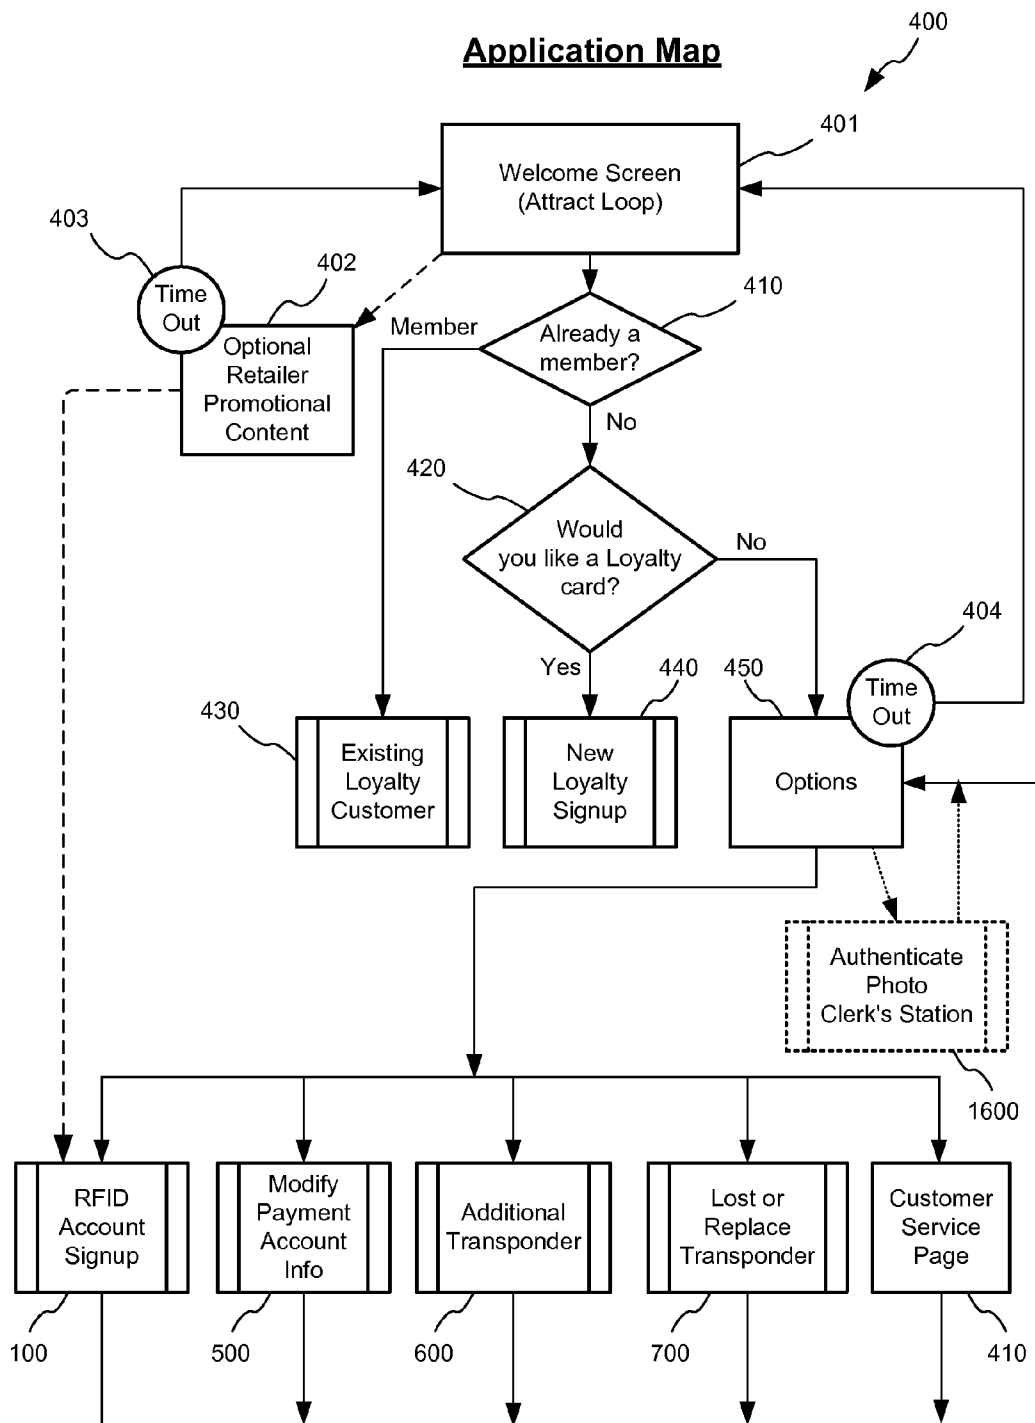 Application Map
400
401
Welcome Screen
(Attract Loop)
403
Time
Out
402
Optional
Retailer
Promotional
Content
Member
410
Already a
member?
No
420
Would
you like a Loyalty
card?
No
Yes
404
Time
Out
430
Existing
Loyalty
Customer
440
New
Loyalty
Signup
450
Options
Authenticate
Photo
Clerk's Station
1600
RFID
Account
Signup
Modify
Payment
Account
Info
Additional
Transponder
Lost or
Replace
Transponder
Customer
Service
Page
100
500
600
700
410